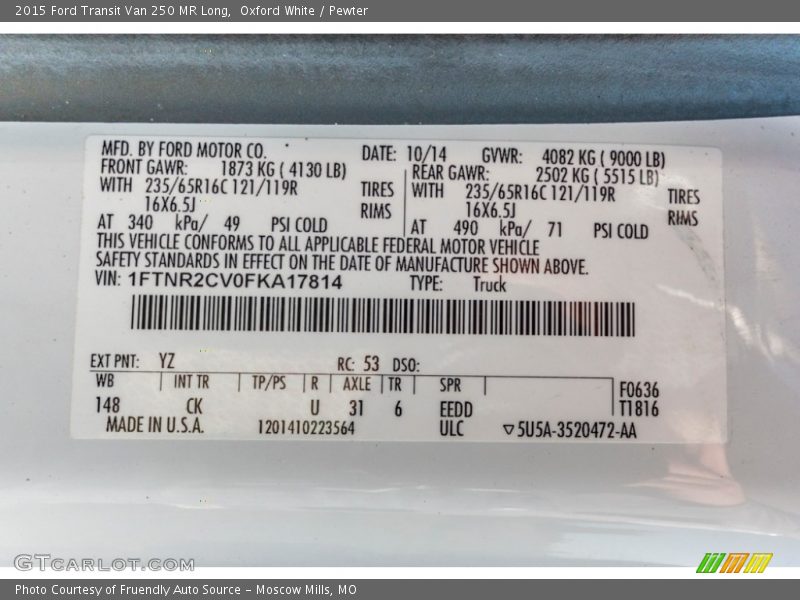 2015 Ford Transit Van 250 MR Long, Oxford White / Pewter
MFD. BY FORD MOTOR CO. DATE: 10/14 GVWR: 4082 KG ( 9000 LB)
FRONT GAWR: 1873 KG ( 4130 LB) REAR GAWR: 2502 KG ( 5515 LB)
WITH 235/65R16C 121/119R TIRES WITH 235/65R16C 121/119R TIRES
16X6.5J RIMS 16X6.5J RIMS
AT 340 kPa/ 49 PSI COLD AT 490 kPa/ 71 PSI COLD
THIS VEHICLE CONFORMS TO ALL APPLICABLE FEDERAL MOTOR VEHICLE
SAFETY STANDARDS IN EFFECT ON THE DATE OF MANUFACTURE SHOWN ABOVE.
VIN: 1FTNR2CV0FKA17814 TYPE: Truck
EXT PNT: YZ RC: 53 DSO:
WB INT TR TP/PS R AXLE TR SPR F0636
148 CK U 31 6 EEDD T1816
MADE IN U.S.A. 1201410223564 ULC ▽5U5A-3520472-AA
GTCARLOT.COM
Photo Courtesy of Fruendly Auto Source - Moscow Mills, MO